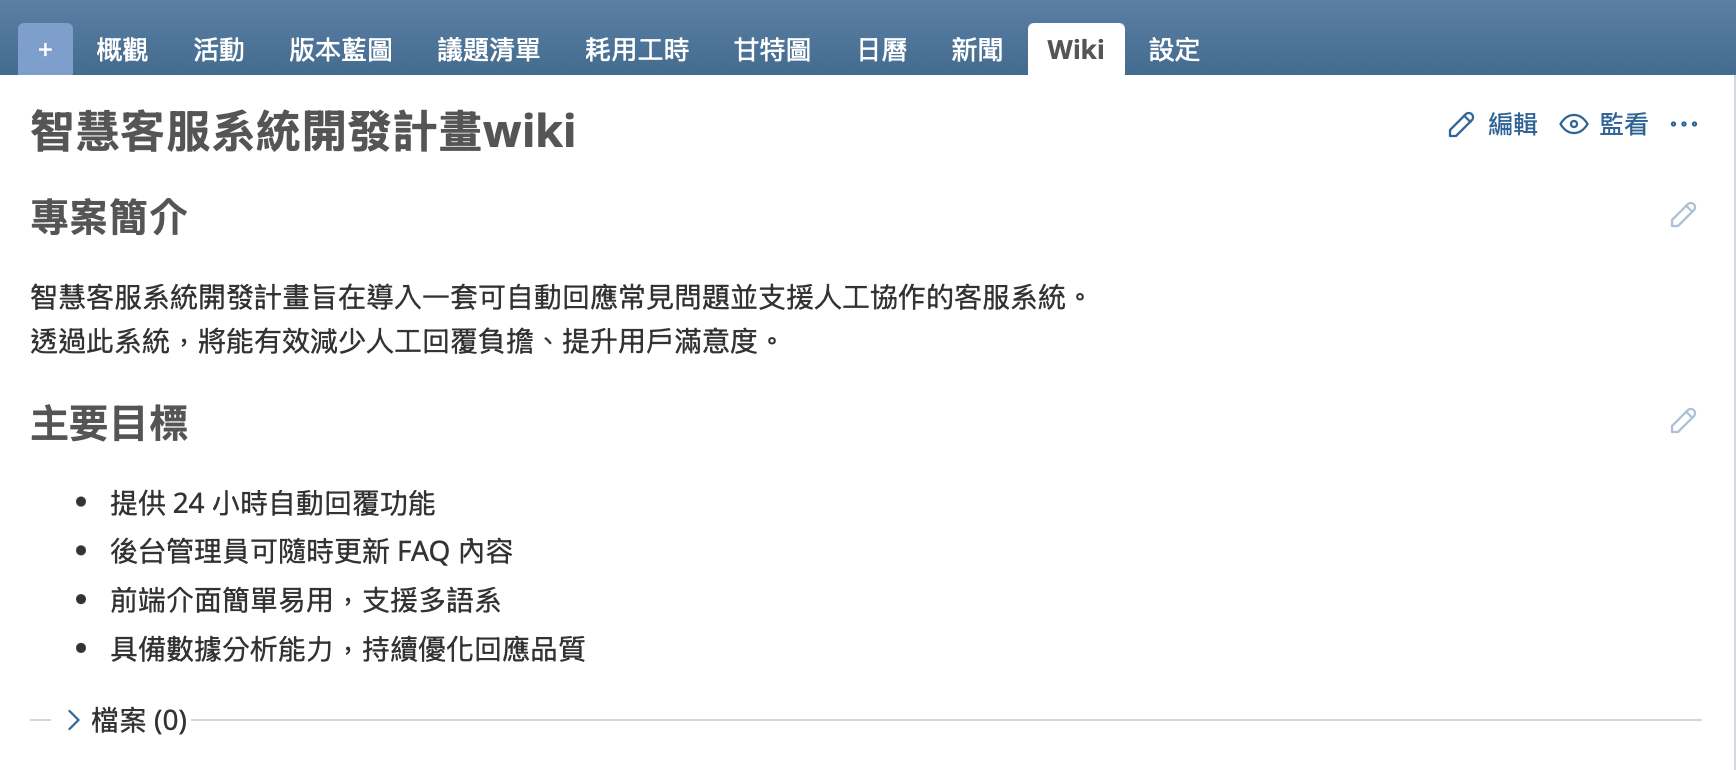 + 概觀 活動 版本藍圖 議題清單 耗用工時 甘特圖 日曆 新聞 Wiki 設定
智慧客服系統開發計畫wiki
編輯 監看 ...
專案簡介
智慧客服系統開發計畫旨在導入一套可自動回應常見問題並支援人工協作的客服系統。
透過此系統，將能有效減少人工回覆負擔、提升用戶滿意度。
主要目標
• 提供 24 小時自動回覆功能
• 後台管理員可隨時更新 FAQ 內容
• 前端介面簡單易用，支援多語系
• 具備數據分析能力，持續優化回應品質
檔案 (0)